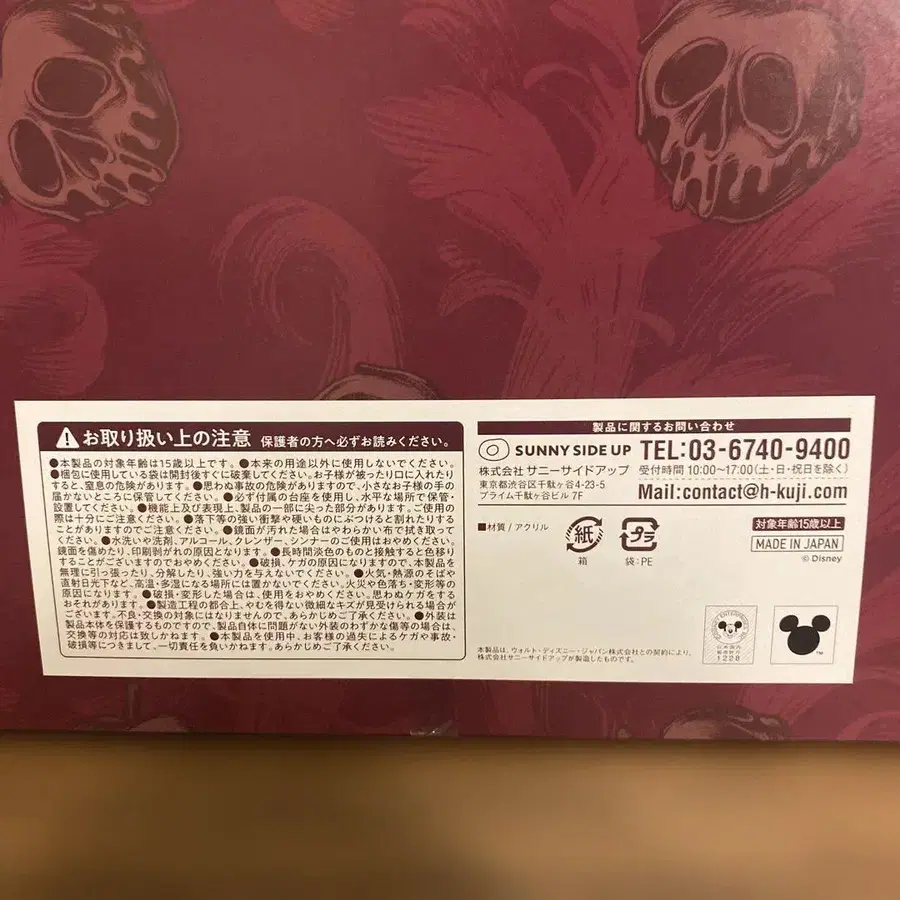 お取り扱い上の注意 保護者の方へ必ずお読みください。
●本製品の対象年齢は15歳以上です。●本来の用途以外に使用しないでください。
●梱包に使用している袋は開封後すぐに破棄してください。お子様が被ったり口に入れたり
すると、窒息の危険があります。●思わぬ事故の危険がありますので、小さなお子様の手の
届かないところに保管してください。●必ず付属の台座を使用し、水平な場所で保管・
設置してください。●機能上及び表現上、製品の一部に尖った部分があります。ご使用
の際は十分にご注意ください。●落下等の強い衝撃や硬いものにぶつけると割れたりする
ことがありますのでご注意ください。●鏡面が汚れた場合はやわらかい布で拭き取って
ください。●水洗いや洗剤、アルコール、クレンザー、シンナーのご使用はおやめください。
鏡面を傷めたり、印刷剥がれの原因となります。●長時間淡色のものと接触すると色移り
することがございますのでおやめください。●破損、ケガの原因になりますので、本製品を
無理に引っ張ったり、分解したり、強い力を与えないでください。●火気・熱源のそばや
直射日光下など、高温・多湿になる場所には置かないでください。火災や色落ち・変形等の
原因になります。●破損・変形した場合は、使用をおやめください。思わぬケガをする
おそれがあります。●製造工程の都合上、やむを得ない微細なキズが見受けられる場合が
ございます。不良・交換の対象にはなりませんので、あらかじめご了承ください。●外装は
製品本体を保護するものですので、製品自体に問題がない外装のわずかな傷等の場合は、
交換等の対応は致しかねます。●本製品を使用中、お客様の過失によるケガや事故・
破損等につきまして、一切責任を負いかねます。あらかじめご了承ください。
製品に関するお問い合わせ
SUNNY SIDE UP
株式会社 サニーサイドアップ
東京都渋谷区千駄ヶ谷4-23-5
プライム千駄ヶ谷ビル 7F
TEL:03-6740-9400
受付時間 10:00〜17:00(土・日・祝日を除く)
Mail:contact@h-kuji.com
■材質 / アクリル
紙
箱
プラ
袋:PE
対象年齢15歳以上
MADE IN JAPAN
© Disney
本製品は、ウォルト・ディズニー・ジャパン株式会社との契約により、
株式会社サニーサイドアップが製造したものです。
1228
TM